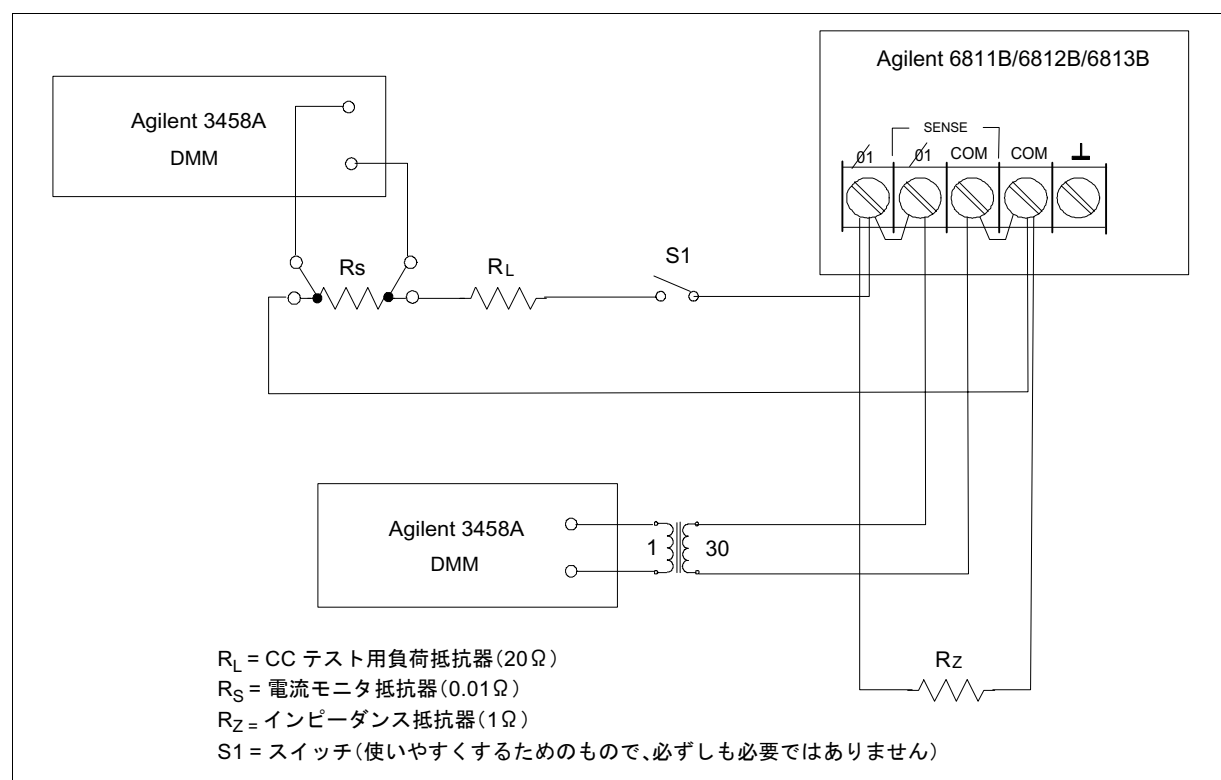 Agilent 6811B/6812B/6813B
Agilent 3458A
DMM
SENSE
01 01 COM COM
Rs RL S1
Agilent 3458A
DMM
1 30
RZ
RL = CC テスト用負荷抵抗器(20Ω)
RS = 電流モニタ抵抗器(0.01Ω)
RZ = インピーダンス抵抗器(1Ω)
S1 = スイッチ(使いやすくするためのもので、必ずしも必要ではありません)